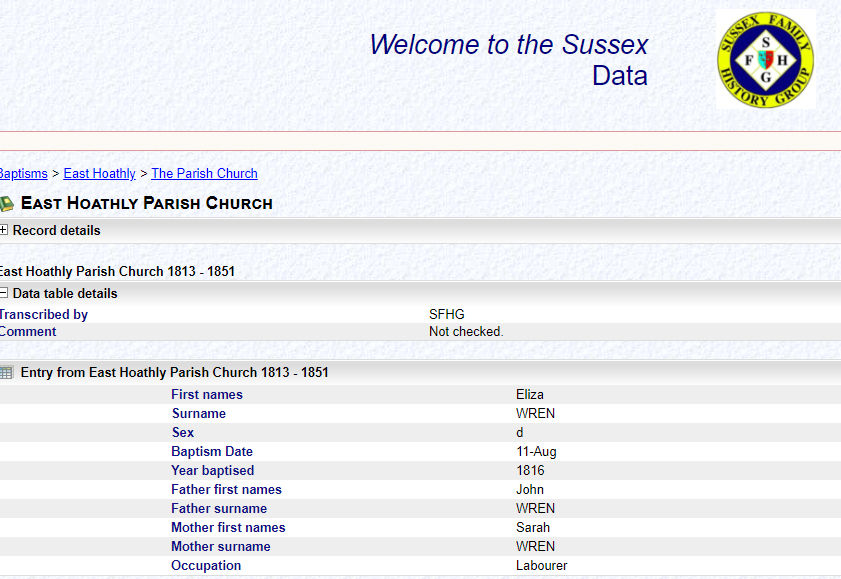 Welcome to the Sussex
Data
SUSSEX FAMILY
HISTORY GROUP
S
F H
G
Baptisms > East Hoathly > The Parish Church
East Hoathly Parish Church
Record details
East Hoathly Parish Church 1813 - 1851
Data table details
Transcribed by SFHG
Comment Not checked.
Entry from East Hoathly Parish Church 1813 - 1851
First names Eliza
Surname WREN
Sex d
Baptism Date 11-Aug
Year baptised 1816
Father first names John
Father surname WREN
Mother first names Sarah
Mother surname WREN
Occupation Labourer